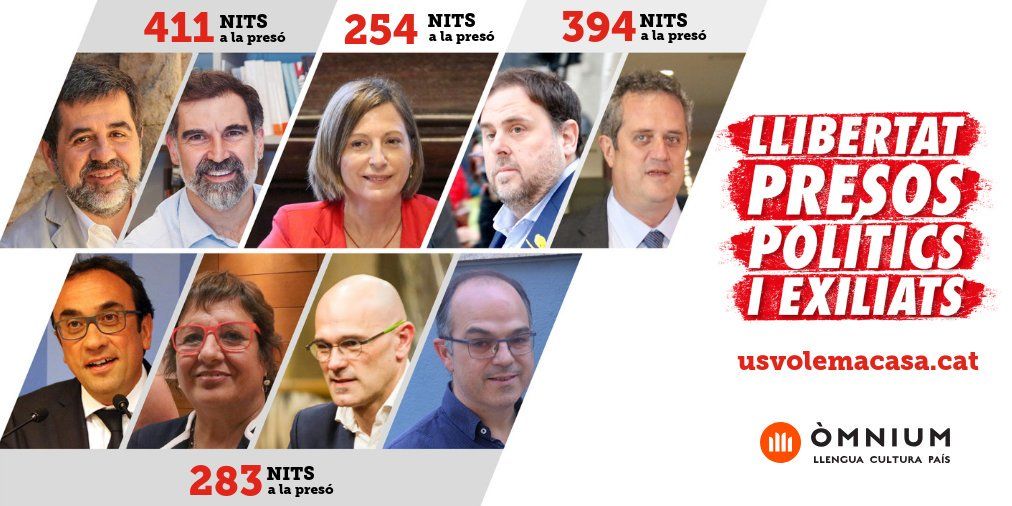 411 NITS
a la presó
254 NITS
a la presó
394 NITS
a la presó
283 NITS
a la presó
LLIBERTAT
PRESOS
POLÍTICS
I EXILIATS
usvolemacasa.cat
ÒMNIUM
LLENGUA CULTURA PAÍS